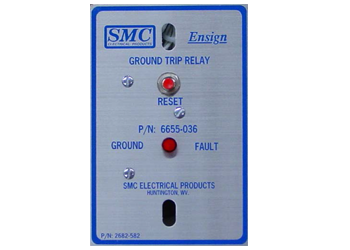 SMC
ELECTRICAL PRODUCTS
Ensign
GROUND TRIP RELAY
RESET
P/N: 6655-036
GROUND FAULT
SMC ELECTRICAL PRODUCTS
HUNTINGTON, WV.
P/N: 2682-582